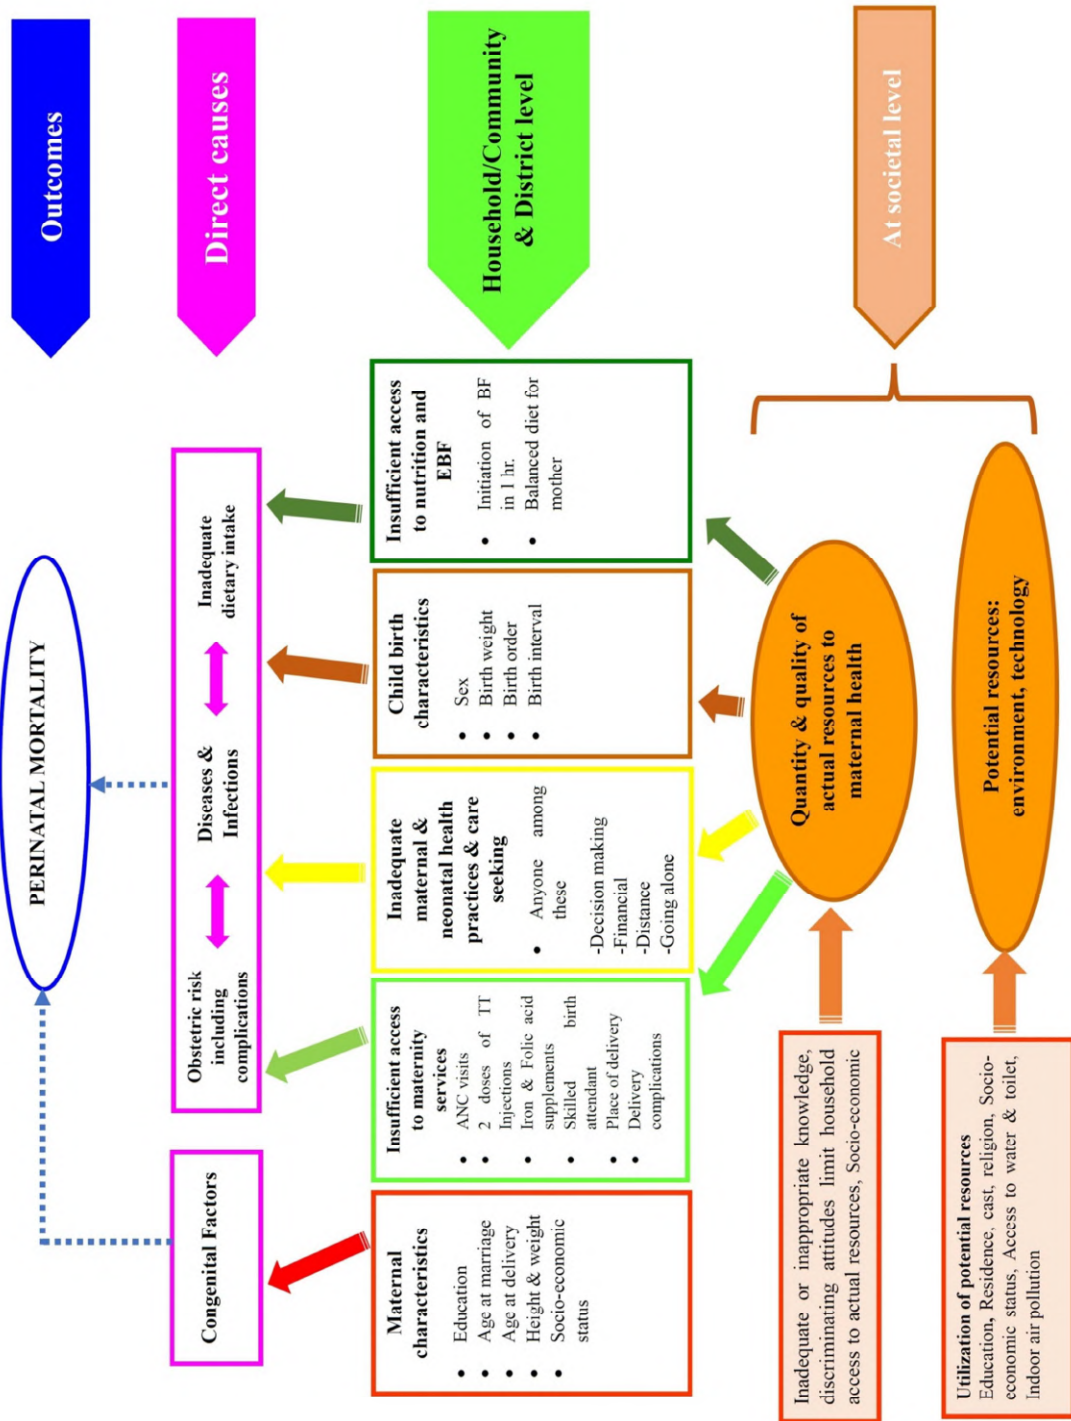 PERINATAL MORTALITY
Outcomes
Congenital Factors
Obstetric risk
including
complications
Diseases &
Infections
Inadequate
dietary intake
Direct causes
Maternal
characteristics
• Education
• Age at marriage
• Age at delivery
• Height & weight
• Socio-economic
status
Insufficient access
to maternity
services
• ANC visits
• 2 doses of TT
Injections
• Iron & Folic acid
supplements
• Skilled birth
attendant
• Place of delivery
• Delivery
complications
Inadequate
maternal &
neonatal health
practices & care
seeking
• Anyone among
these
-Decision making
-Financial
-Distance
-Going alone
Child birth
characteristics
• Sex
• Birth weight
• Birth order
• Birth interval
Insufficient access
to nutrition and
EBF
• Initiation of BF
in 1 hr.
• Balanced diet for
mother
Household/Community
& District level
Inadequate or inappropriate knowledge,
discriminating attitudes limit household
access to actual resources, Socio-economic
Quantity & quality of
actual resources to
maternal health
At societal level
Utilization of potential resources
Education, Residence, cast, religion, Socio-
economic status, Access to water & toilet,
Indoor air pollution
Potential resources:
environment, technology